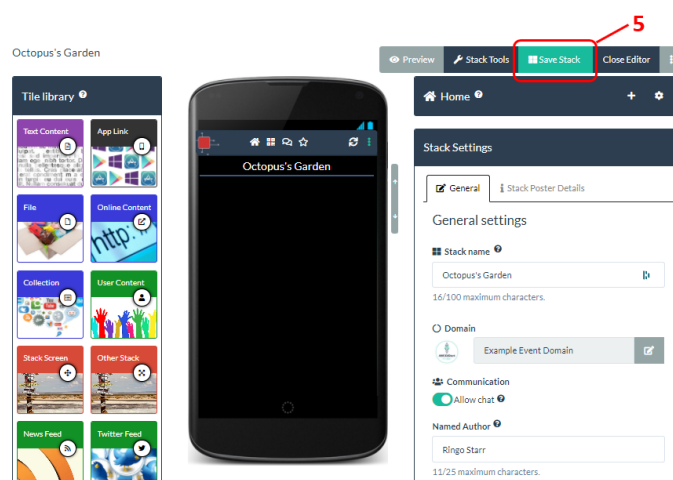 5
Octopus's Garden
Preview
Stack Tools
Save Stack
Close Editor
Tile library
Text Content
App Link
File
Online Content
http:
Collection
User Content
Stack Screen
Other Stack
News Feed
Twitter Feed
Octopus's Garden
Home
Stack Settings
General
Stack Poster Details
General settings
Stack name
Octopus's Garden
16/100 maximum characters.
Domain
Example Event Domain
Communication
Allow chat
Named Author
Ringo Starr
11/25 maximum characters.